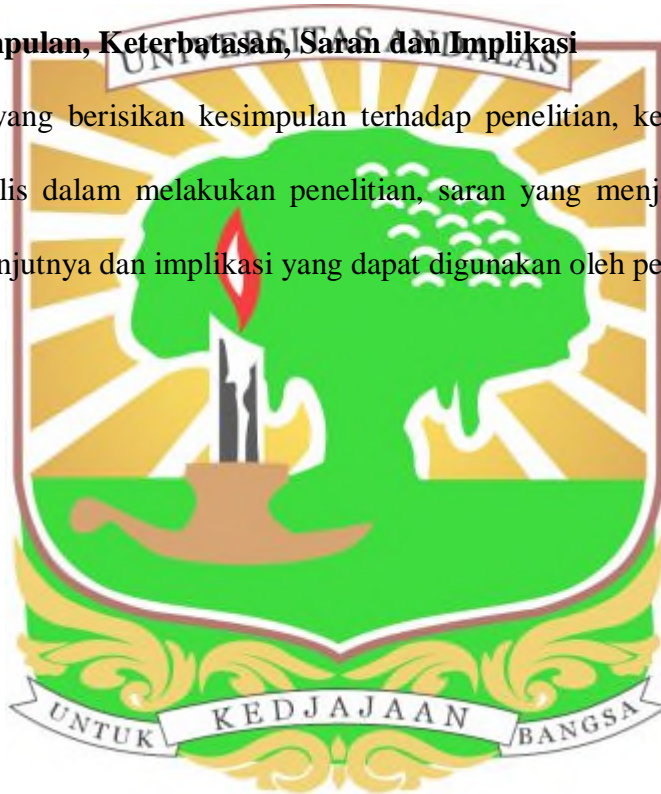 npulan, Keterbatasan, Saran dan Implikasi
UNIVERSITAS ANDALAS
yang berisikan kesimpulan terhadap penelitian, ke
lis dalam melakukan penelitian, saran yang menj
njutnya dan implikasi yang dapat digunakan oleh pe
UNTUK KEDJAJAAN BANGSA